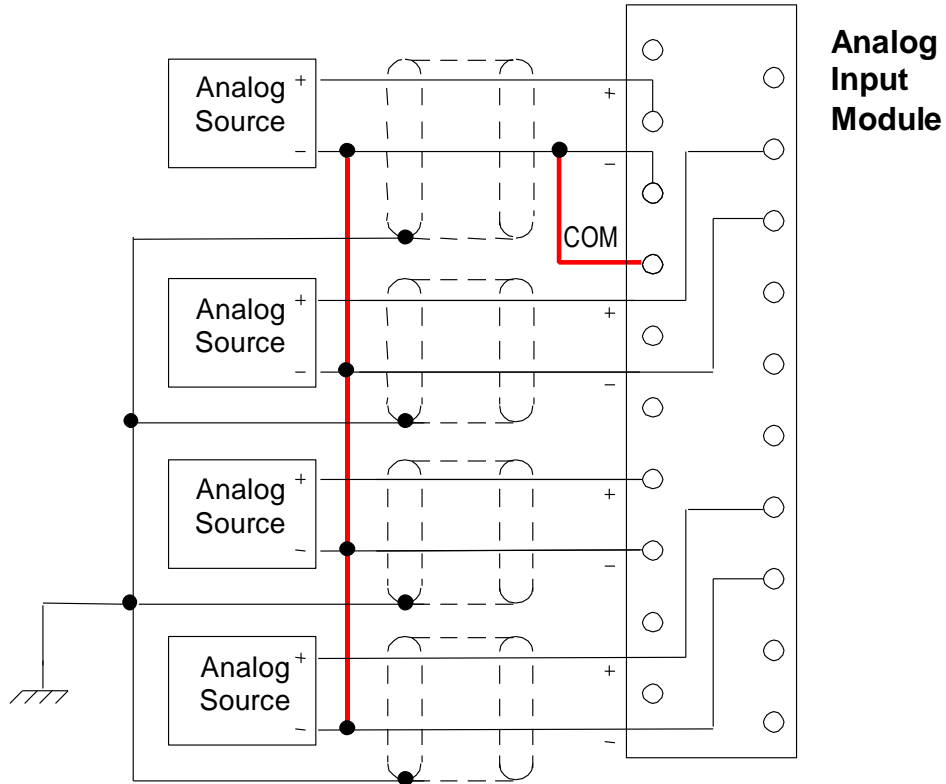 Analog
Input
Module
Analog
Source
+
−
+
−
COM
Analog
Source
+
−
+
−
Analog
Source
+
−
+
−
Analog
Source
+
−
+
−